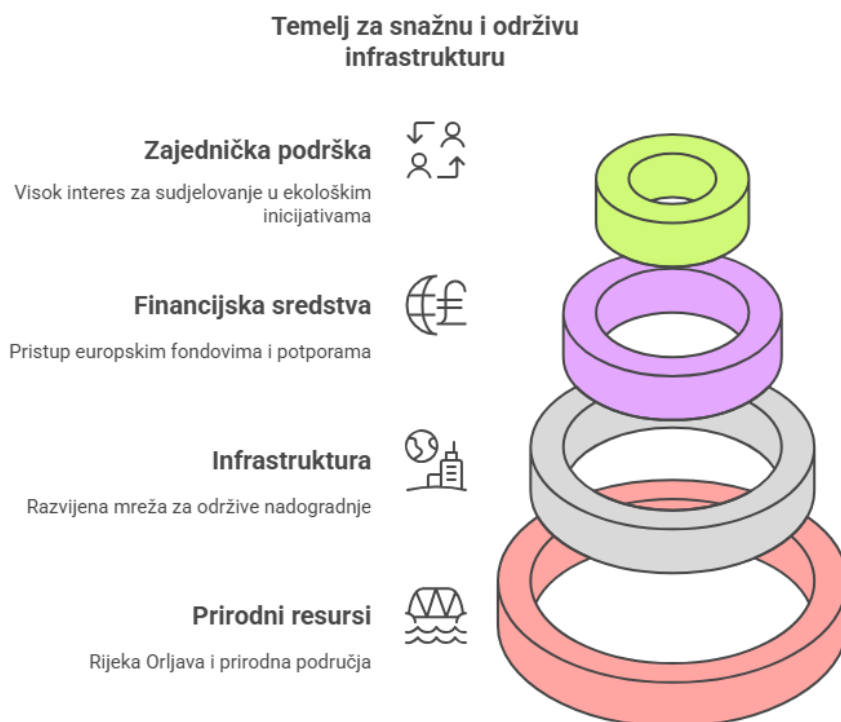 Temelj za snažnu i održivu
infrastrukturu
Zajednička podrška
Visok interes za sudjelovanje u ekološkim
inicijativama
Financijska sredstva
Pristup europskim fondovima i potporama
Infrastruktura
Razvijena mreža za održive nadogradnje
Prirodni resursi
Rijeka Orljava i prirodna područja